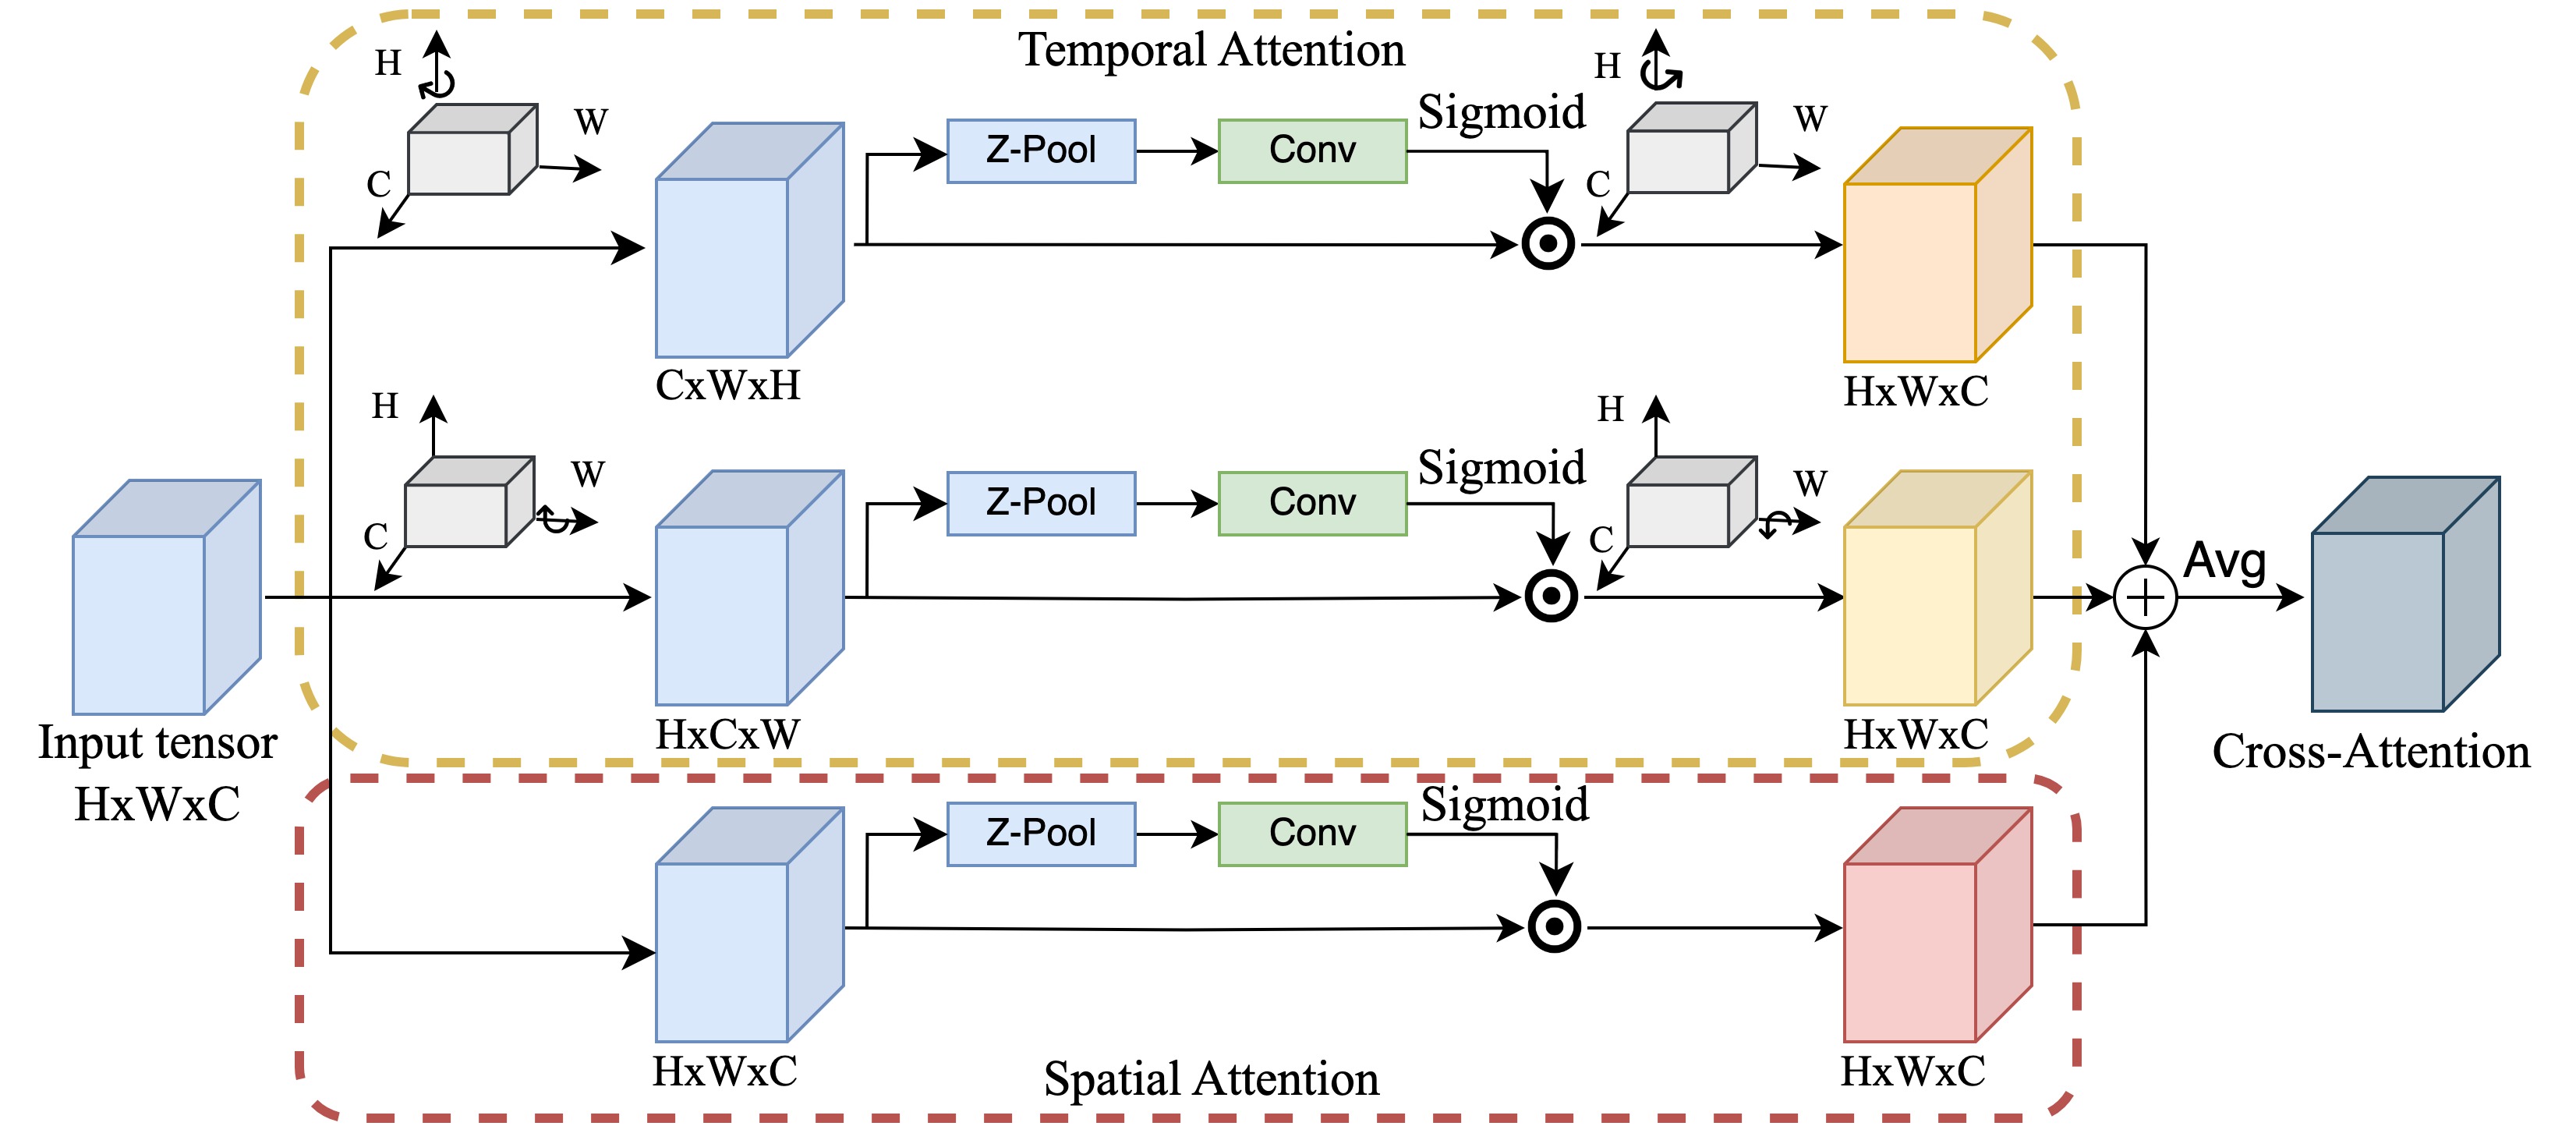 Temporal Attention
H
W
C
Z-Pool
Conv
Sigmoid
H
W
C
CxWxH
HxWxC
H
W
C
Z-Pool
Conv
Sigmoid
H
W
C
HxCxW
HxWxC
Input tensor
HxWxC
Avg
Cross-Attention
Z-Pool
Conv
Sigmoid
HxWxC
HxWxC
Spatial Attention